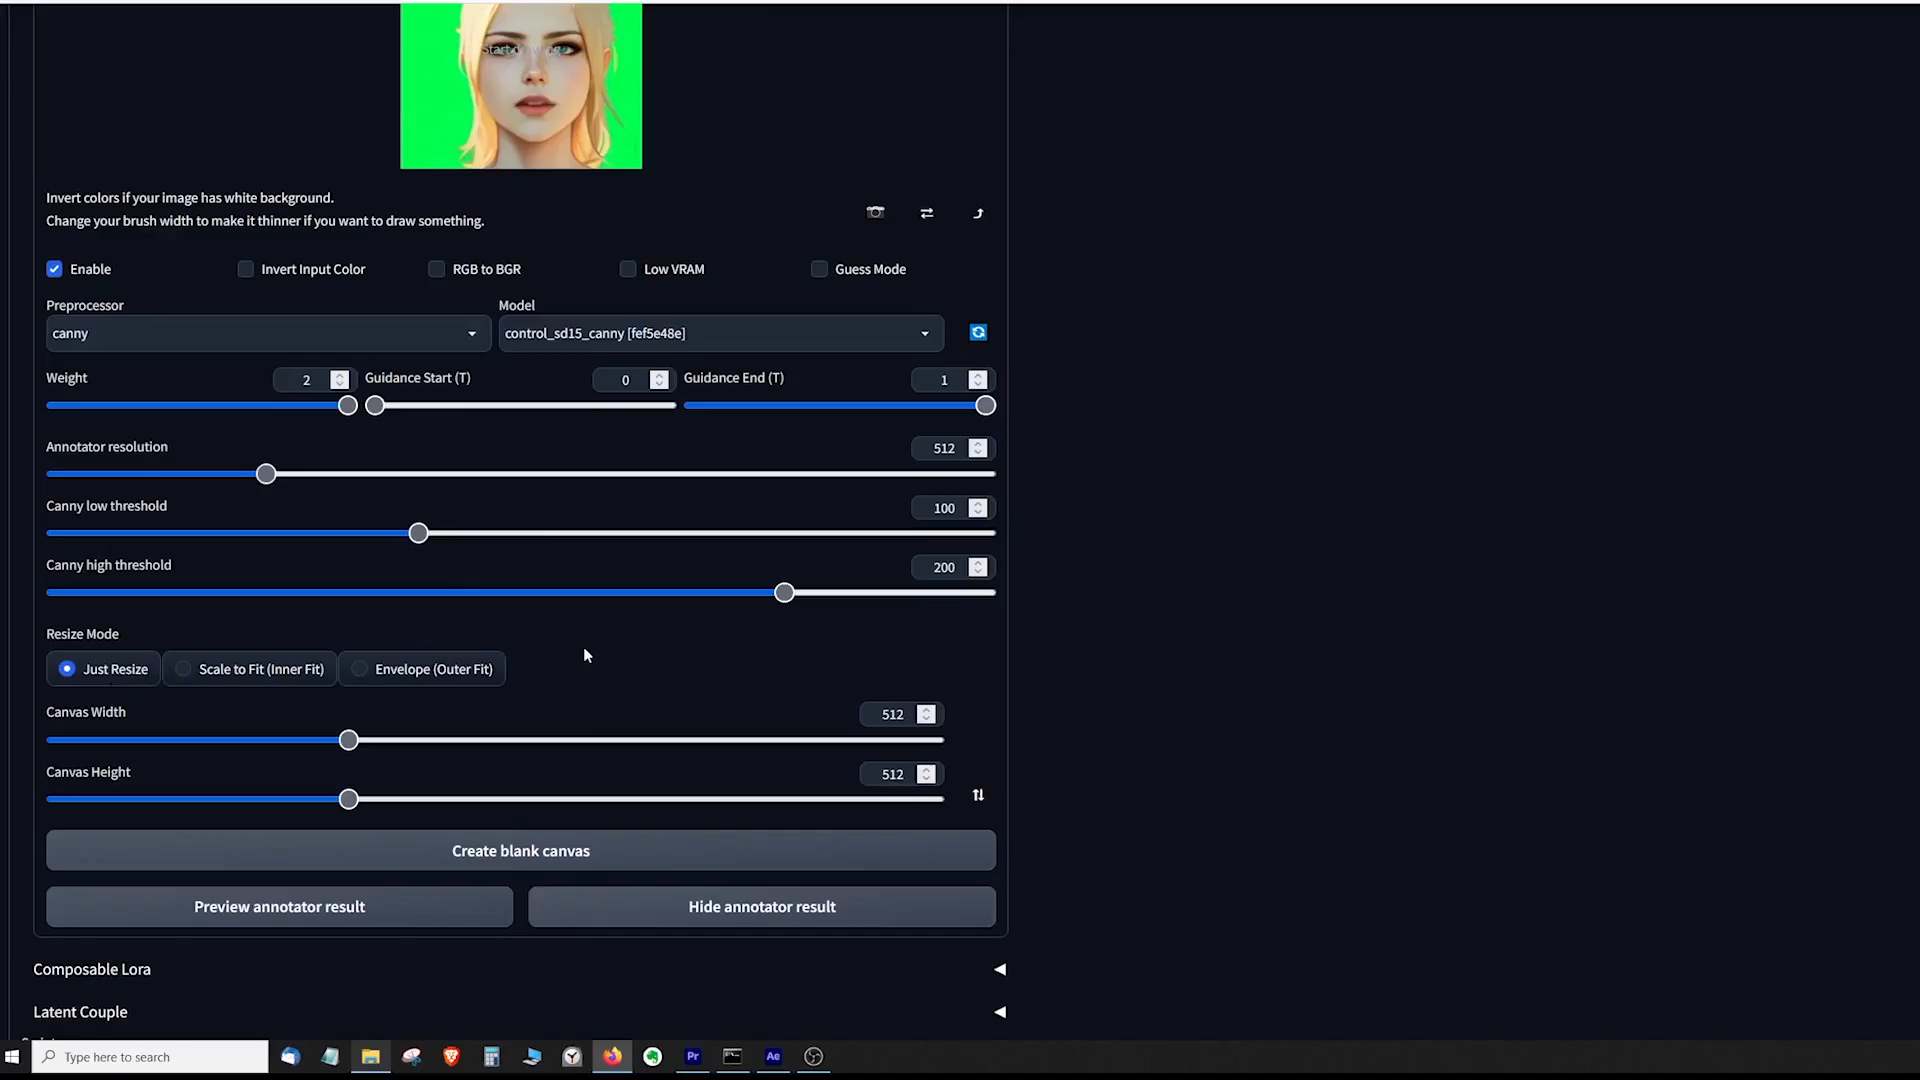 Start drawing
Invert colors if your image has white background.
Change your brush width to make it thinner if you want to draw something.
Enable
Invert Input Color
RGB to BGR
Low VRAM
Guess Mode
Preprocessor
Model
canny
control_sd15_canny [fef5e48e]
Weight
2
Guidance Start (T)
0
Guidance End (T)
1
Annotator resolution
512
Canny low threshold
100
Canny high threshold
200
Resize Mode
Just Resize
Scale to Fit (Inner Fit)
Envelope (Outer Fit)
Canvas Width
512
Canvas Height
512
Create blank canvas
Preview annotator result
Hide annotator result
Composable Lora
Latent Couple
Type here to search
Pr
Ae